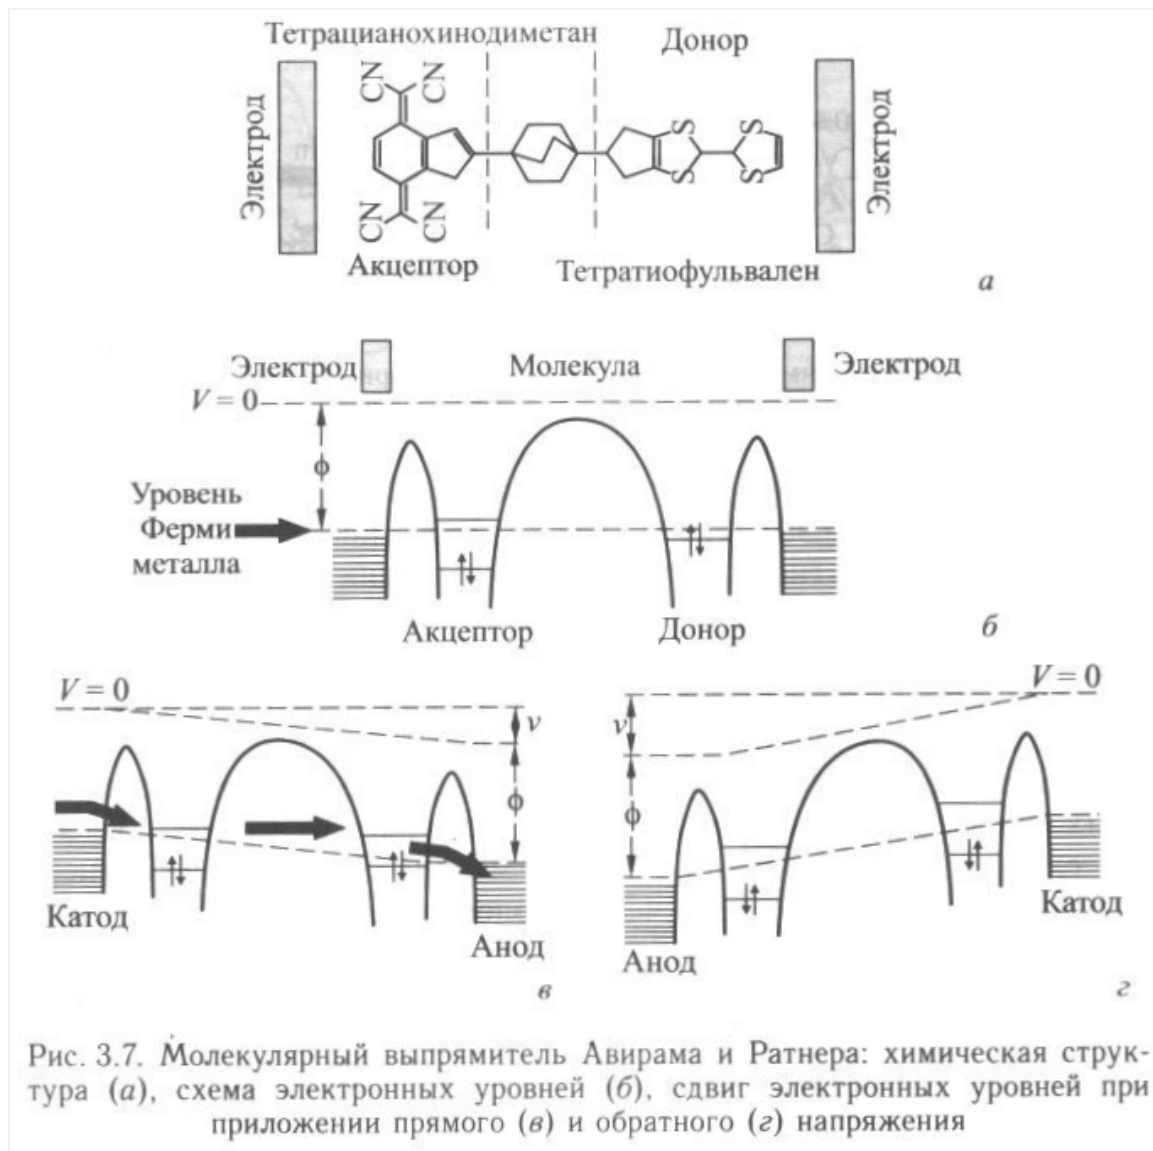 Тетрацианохинодиметан
Донор
Электрод
CN
CN
S
S
S
S
Электрод
CN
CN
Акцептор
Тетратиофульвален
а
Электрод
Молекула
Электрод
V = 0
ϕ
Уровень
Ферми
металла
Акцептор
Донор
б
V = 0
v
ϕ
Катод
Анод
в
V = 0
v
ϕ
Катод
Анод
г
Рис. 3.7. Молекулярный выпрямитель Авирама и Ратнера: химическая струк-
тура (а), схема электронных уровней (б), сдвиг электронных уровней при
приложении прямого (в) и обратного (г) напряжения